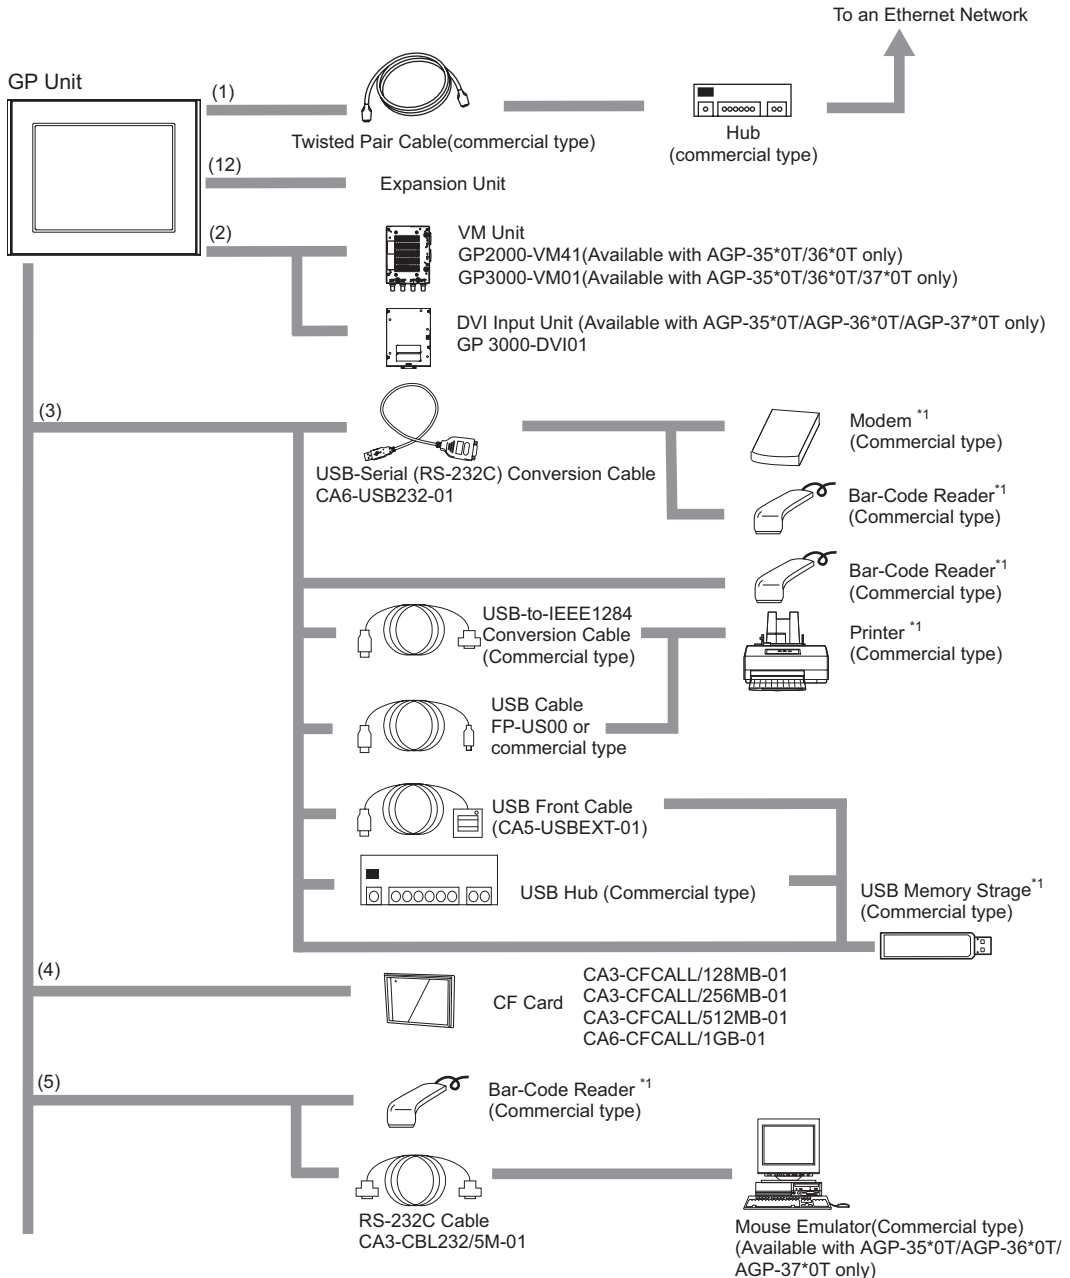 To an Ethernet Network
GP Unit
(1)
Twisted Pair Cable(commercial type)
Hub
(commercial type)
(12)
Expansion Unit
(2)
VM Unit
GP2000-VM41(Available with AGP-35*0T/36*0T only)
GP3000-VM01(Available with AGP-35*0T/36*0T/37*0T only)
DVI Input Unit (Available with AGP-35*0T/AGP-36*0T/AGP-37*0T only)
GP 3000-DVI01
(3)
USB-Serial (RS-232C) Conversion Cable
CA6-USB232-01
Modem *1
(Commercial type)
Bar-Code Reader*1
(Commercial type)
Bar-Code Reader*1
(Commercial type)
USB-to-IEEE1284
Conversion Cable
(Commercial type)
Printer *1
(Commercial type)
USB Cable
FP-US00 or
commercial type
USB Front Cable
(CA5-USBEXT-01)
USB Hub (Commercial type)
USB Memory Strage*1
(Commercial type)
(4)
CF Card
CA3-CFCALL/128MB-01
CA3-CFCALL/256MB-01
CA3-CFCALL/512MB-01
CA6-CFCALL/1GB-01
(5)
Bar-Code Reader *1
(Commercial type)
RS-232C Cable
CA3-CBL232/5M-01
Mouse Emulator(Commercial type)
(Available with AGP-35*0T/AGP-36*0T/
AGP-37*0T only)